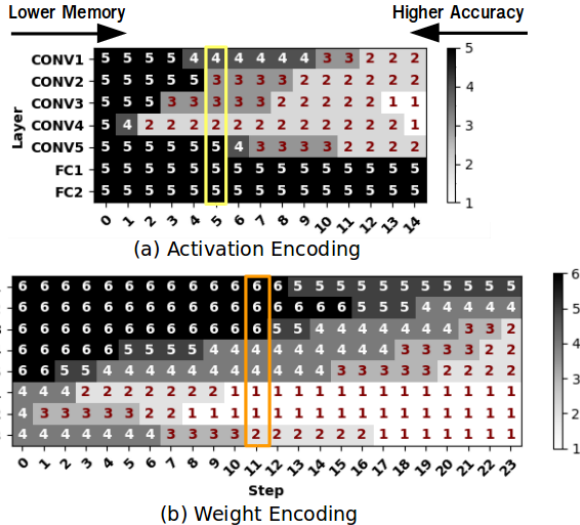 Lower Memory
Higher Accuracy
Layer
CONV1 5 5 5 5 4 4 4 4 4 4 3 3 2 2 2
CONV2 5 5 5 5 5 3 3 3 3 2 2 2 2 2 2
CONV3 5 5 5 3 3 3 3 3 2 2 2 2 2 1 1
CONV4 5 4 2 2 2 2 2 2 2 2 2 2 2 2 1
CONV5 5 5 5 5 5 5 4 3 3 3 3 2 2 2 2
FC1 5 5 5 5 5 5 5 5 5 5 5 5 5 5 5
FC2 5 5 5 5 5 5 5 5 5 5 5 5 5 5 5
0 1 2 3 4 5 6 7 8 9 10 11 12 13 14
5
4
3
2
1
(a) Activation Encoding
6 6 6 6 6 6 6 6 6 6 6 6 6 5 5 5 5 5 5 5 5 5 5 5
6 6 6 6 6 6 6 6 6 6 6 6 6 6 6 6 5 5 5 4 4 4 4 4
6 6 6 6 6 6 6 6 6 6 6 6 5 5 4 4 4 4 4 4 4 3 3 2
6 6 6 6 6 5 5 5 5 4 4 4 4 4 4 4 4 4 3 3 3 3 2 2
6 6 5 5 4 4 4 4 4 4 4 4 4 4 4 3 3 3 3 3 2 2 2 2
4 4 4 2 2 2 2 2 2 2 1 1 1 1 1 1 1 1 1 1 1 1 1 1
4 3 3 3 3 3 2 2 1 1 1 1 1 1 1 1 1 1 1 1 1 1 1 1
4 4 4 4 4 4 4 3 3 3 3 2 2 2 2 2 2 1 1 1 1 1 1 1
0 1 2 3 4 5 6 7 8 9 10 11 12 13 14 15 16 17 18 19 20 21 22 23
6
5
4
3
2
1
Step
(b) Weight Encoding